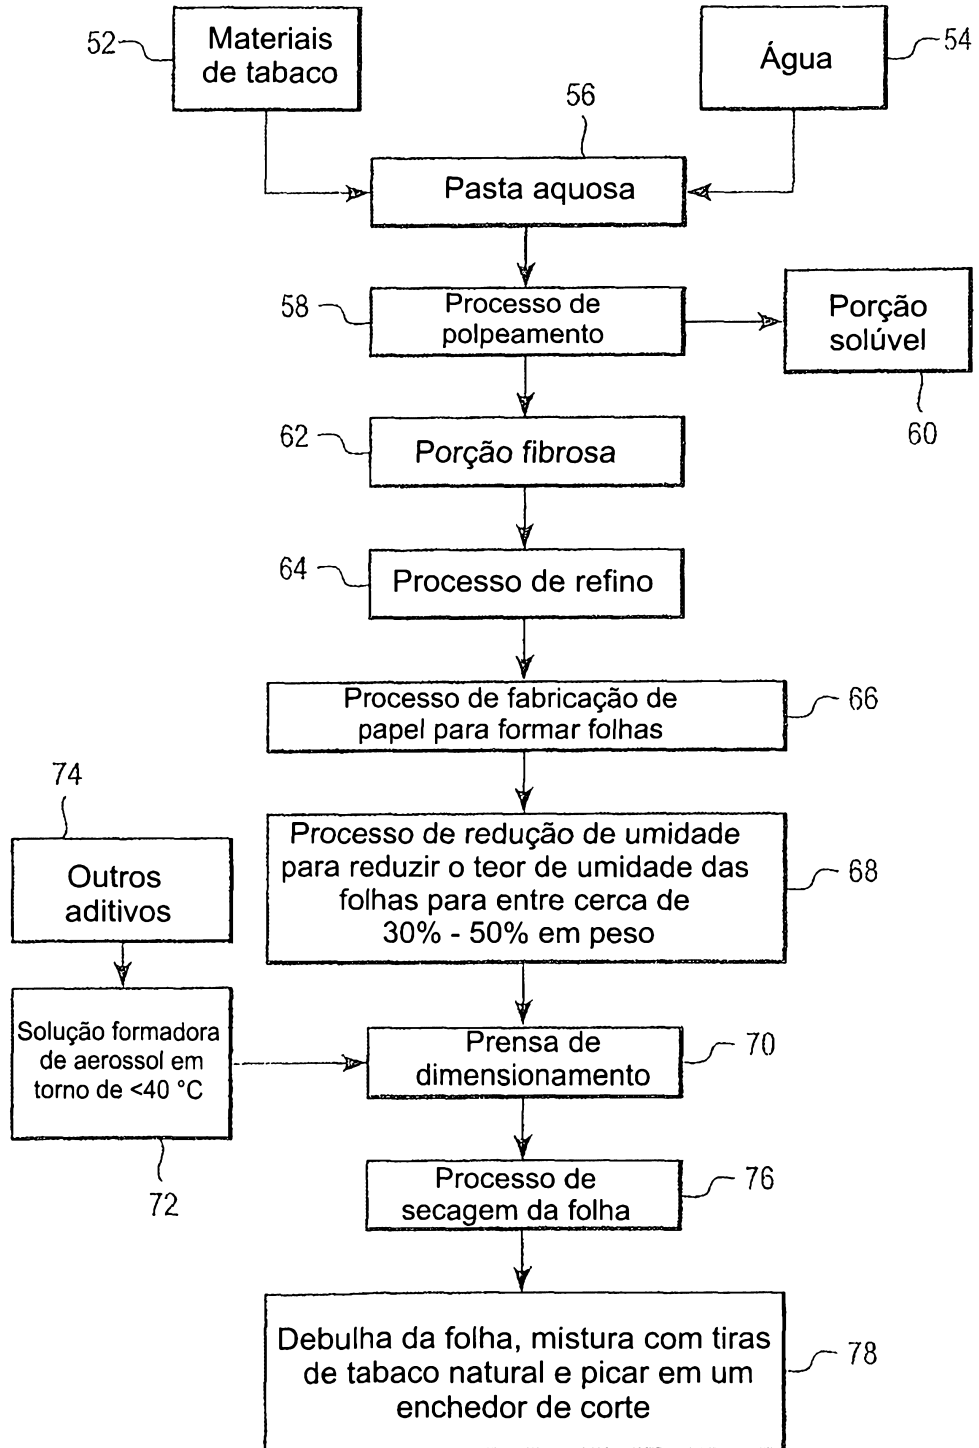 52
Materiais
de tabaco
Água
54
56
Pasta aquosa
58
Processo de
polpeamento
Porção
solúvel
60
62
Porção fibrosa
64
Processo de refino
Processo de fabricação de
papel para formar folhas
66
74
Outros
aditivos
Processo de redução de umidade
para reduzir o teor de umidade das
folhas para entre cerca de
30% - 50% em peso
68
Solução formadora
de aerossol em
torno de <40 °C
72
Prensa de
dimensionamento
70
Processo de
secagem da folha
76
Debulha da folha, mistura com tiras
de tabaco natural e picar em um
enchedor de corte
78